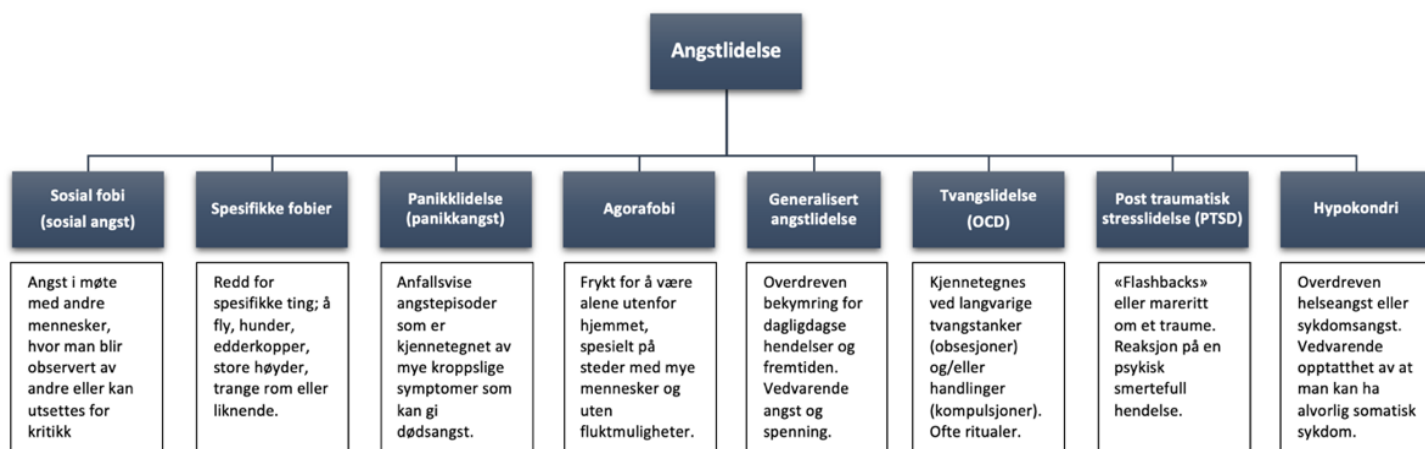 Angstlidelse
Sosial fobi
(sosial angst)
Spesifikke fobier
Panikklidelse
(panikkangst)
Agorafobi
Generalisert
angstlidelse
Tvangslidelse
(OCD)
Post traumatisk
stresslidelse (PTSD)
Hypokondri
Angst i møte
med andre
mennesker,
hvor man blir
observert av
andre eller kan
utsettes for
kritikk
Redd for
spesifikke ting; å
fly, hunder,
edderkopper,
store høyder,
trange rom eller
liknende.
Anfallsvise
angstepisoder
som er
kjennetegnet av
mye kroppslige
symptomer som
kan gi
dødsangst.
Frykt for å være
alene utenfor
hjemmet,
spesielt på
steder med mye
mennesker og
uten
fluktmuligheter.
Overdreven
bekymring for
dagligdagse
hendelser og
fremtiden.
Vedvarende
angst og
spenning.
Kjennetegnes
ved langvarige
tvangstanker
(obsesjoner)
og/eller
handlinger
(kompulsjoner).
Ofte ritualer.
«Flashbacks»
eller mareritt
om et traume.
Reaksjon på en
psykisk
smertefull
hendelse.
Overdreven
helseangst eller
sykdomsangst.
Vedvarende
opptatthet av at
man kan ha
alvorlig somatisk
sykdom.